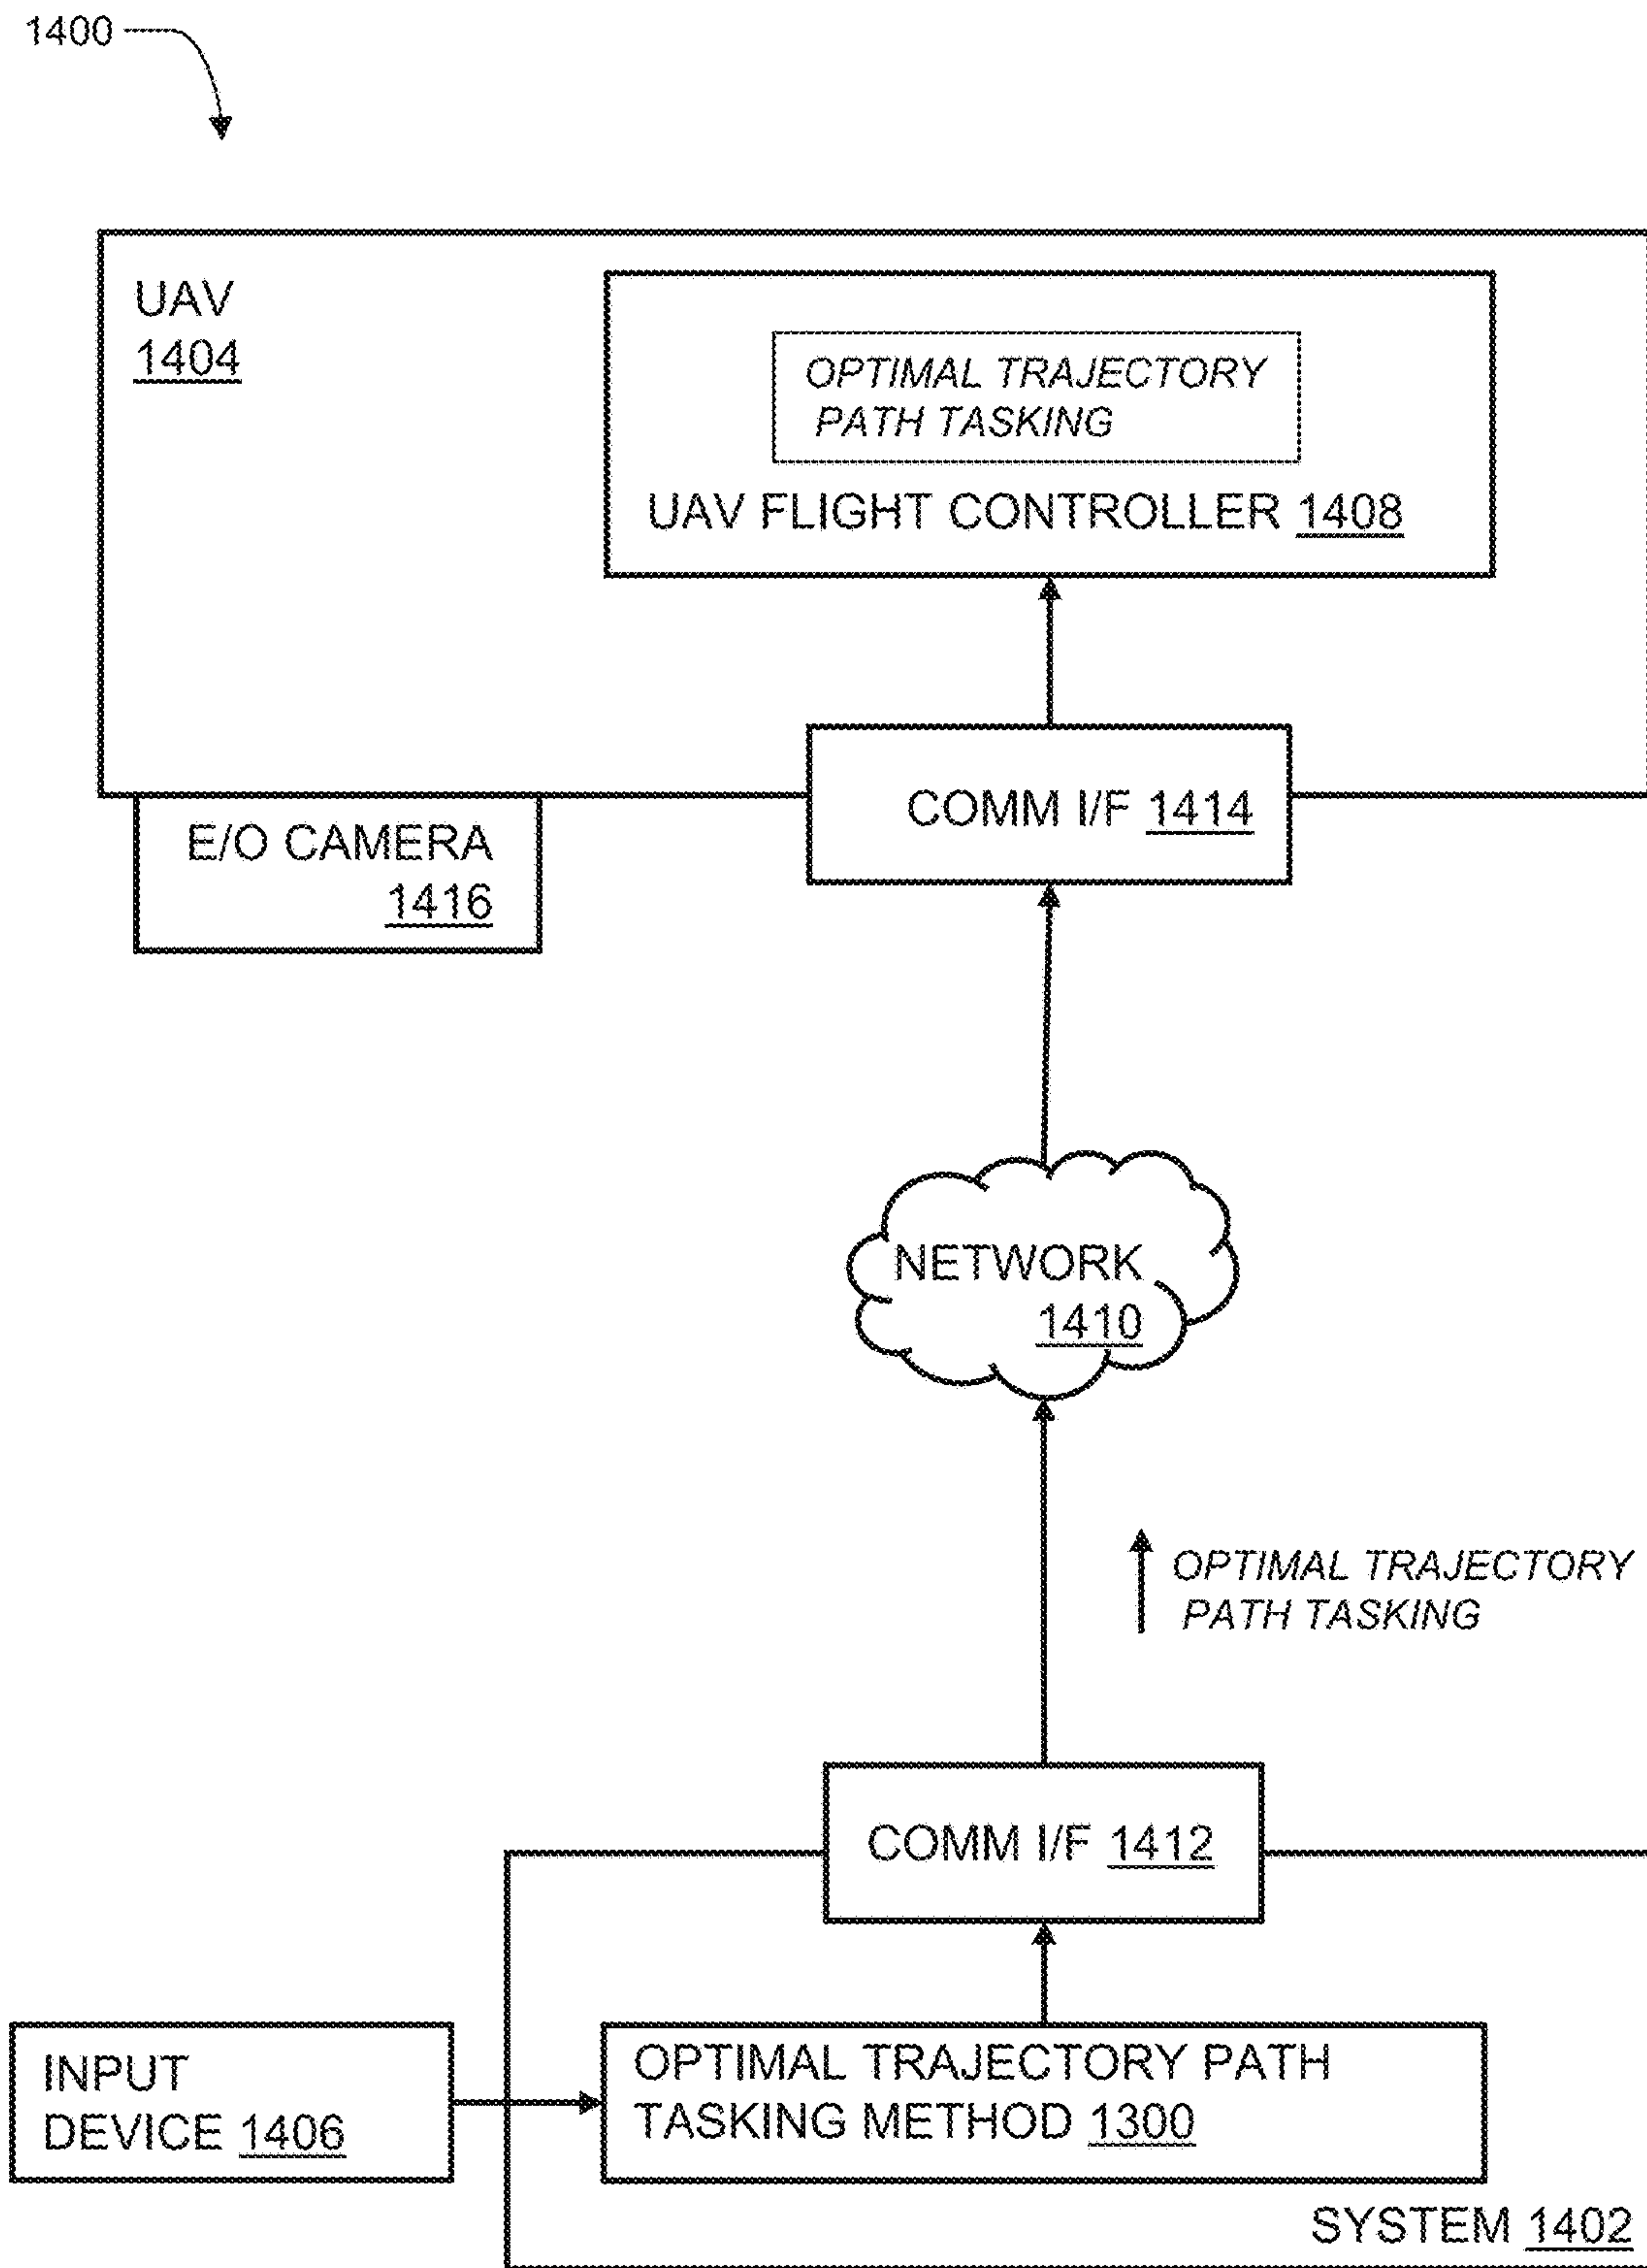 1400
UAV
1404
OPTIMAL TRAJECTORY
PATH TASKING
UAV FLIGHT CONTROLLER 1408
COMM I/F 1414
E/O CAMERA
1416
NETWORK
1410
OPTIMAL TRAJECTORY
PATH TASKING
COMM I/F 1412
INPUT
DEVICE 1406
OPTIMAL TRAJECTORY PATH
TASKING METHOD 1300
SYSTEM 1402